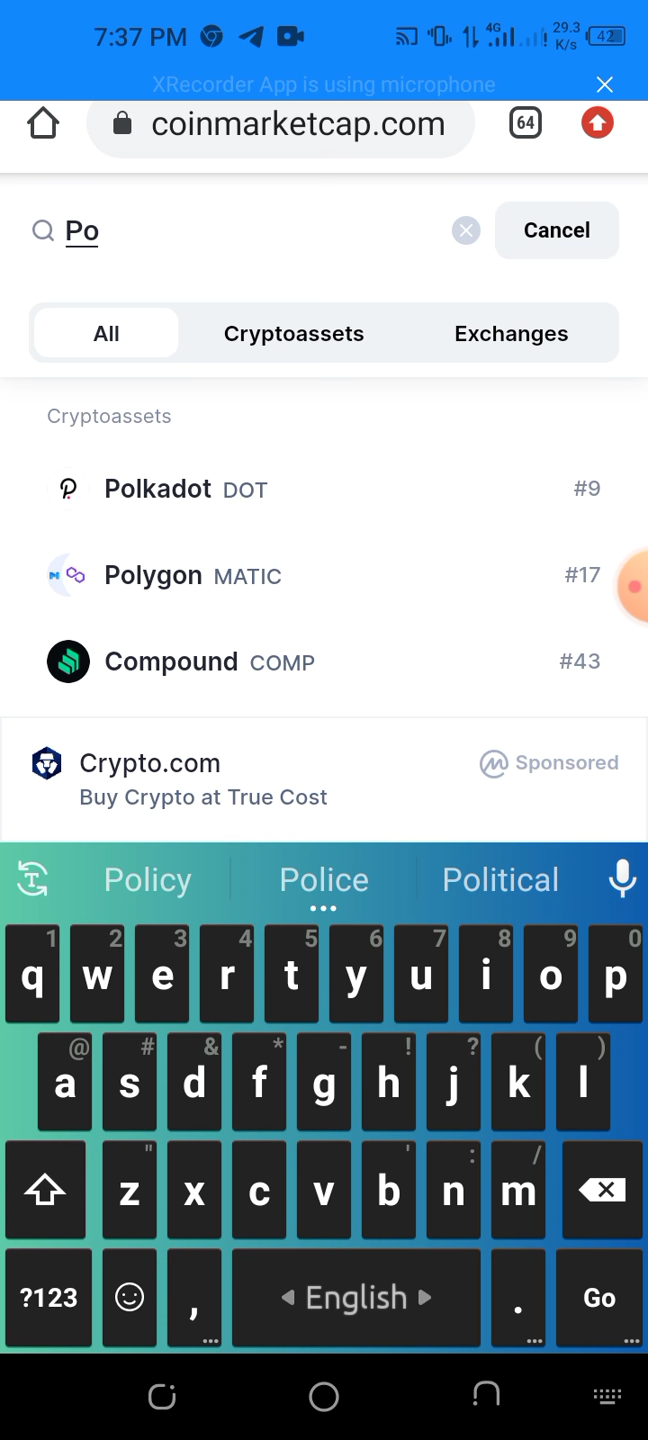 7:37 PM 4G 29.3 K/s 42
XRecorder App is using microphone
coinmarketcap.com 64
Po Cancel
All Cryptoassets Exchanges
Cryptoassets
Polkadot DOT #9
Polygon MATIC #17
Compound COMP #43
Crypto.com Sponsored
Buy Crypto at True Cost
Policy Police Political
1 2 3 4 5 6 7 8 9 0
q w e r t y u i o p
@ # & * - ! ? ( )
a s d f g h j k l
" ' : /
z x c v b n m
?123 , English . Go